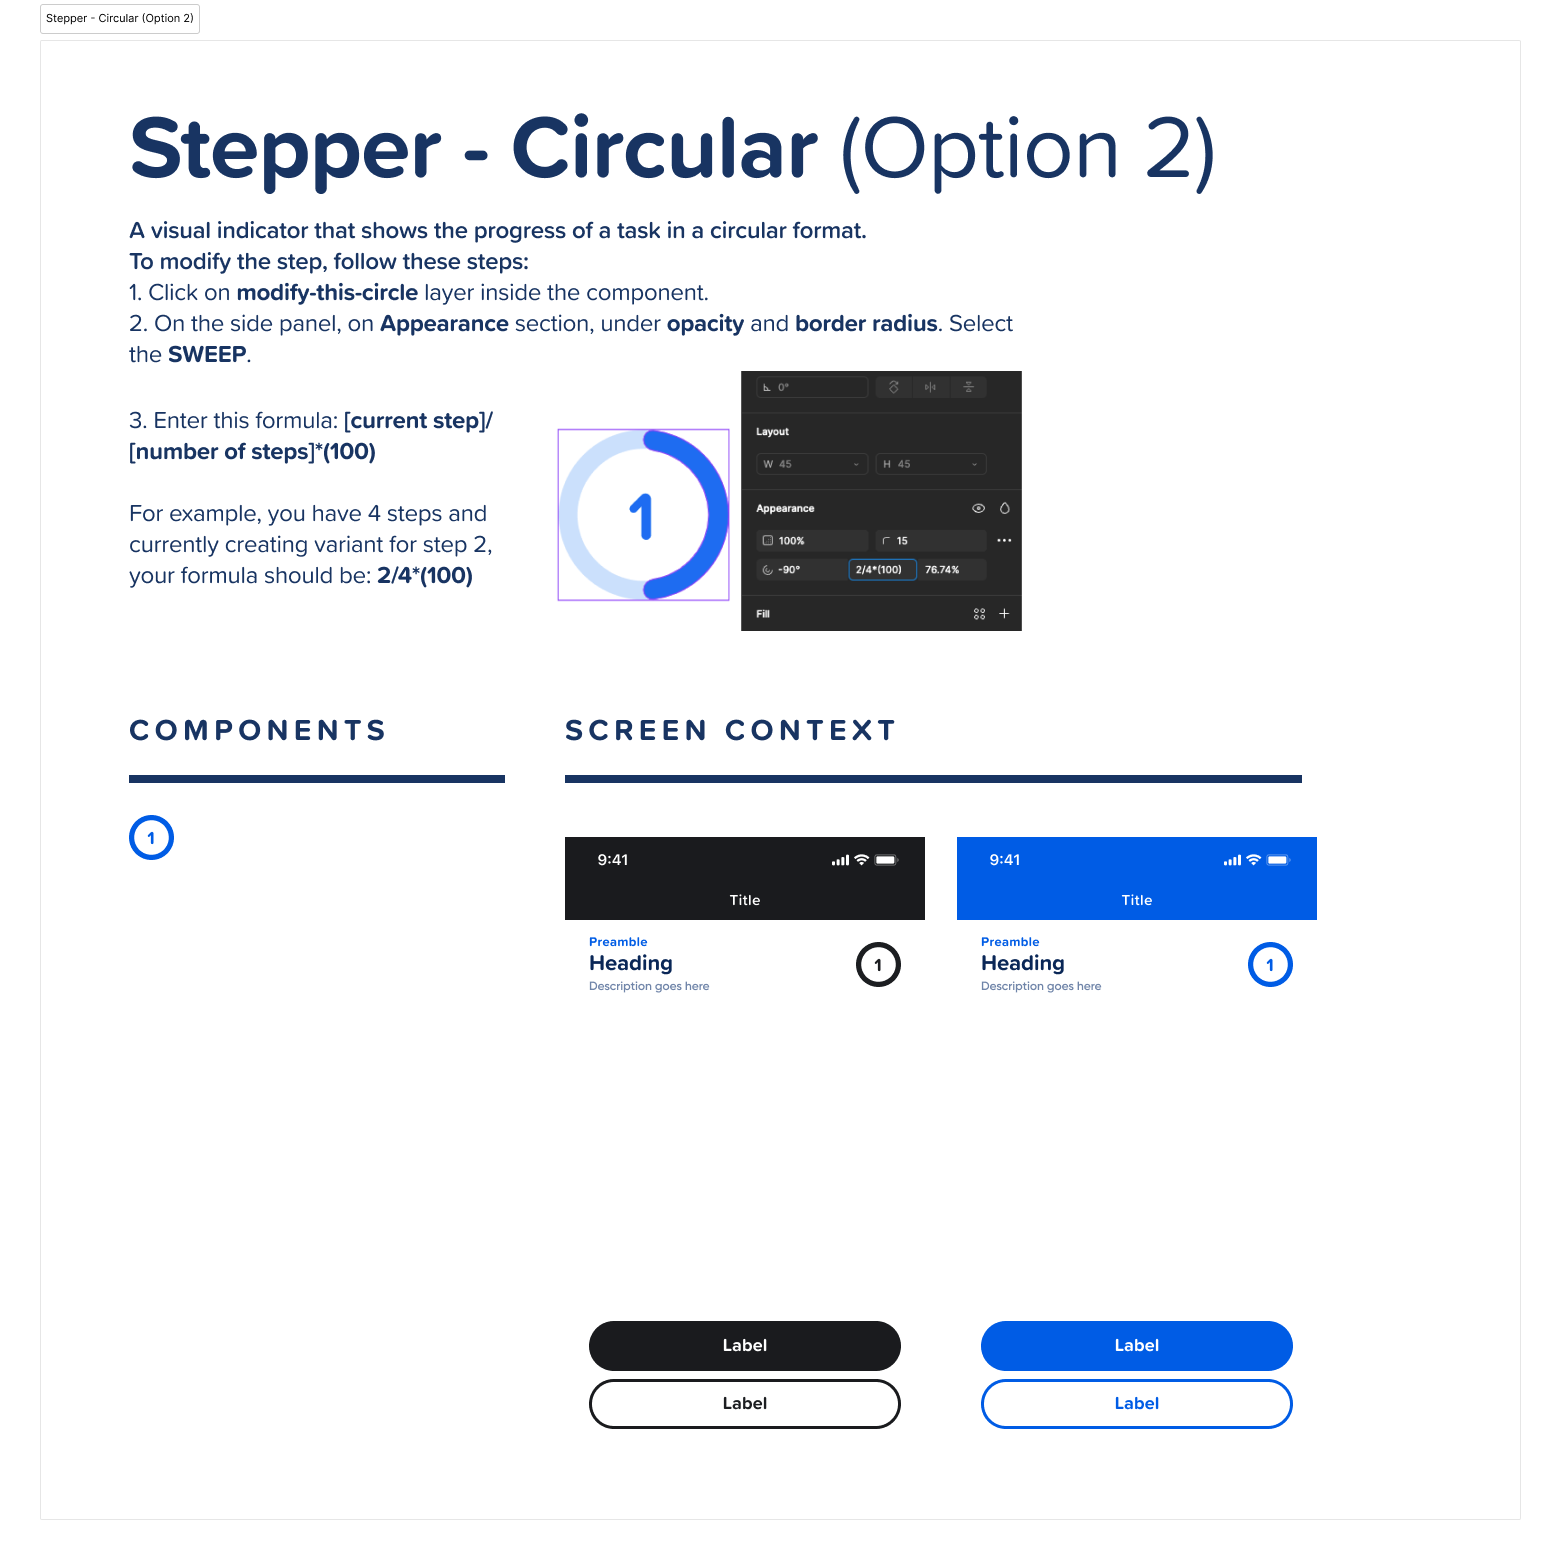 Stepper - Circular (Option 2)
Stepper - Circular (Option 2)
A visual indicator that shows the progress of a task in a circular format.
To modify the step, follow these steps:
1. Click on modify-this-circle layer inside the component.
2. On the side panel, on Appearance section, under opacity and border radius. Select
the SWEEP.
3. Enter this formula: [current step]/
[number of steps]*(100)
For example, you have 4 steps and
currently creating variant for step 2,
your formula should be: 2/4*(100)
1
0°
Layout
W 45 H 45
Appearance
100% 15
-90° 2/4*(100) 76.74%
Fill
COMPONENTS
1
SCREEN CONTEXT
9:41
Title
Preamble
Heading
Description goes here
1
Label
Label
9:41
Title
Preamble
Heading
Description goes here
1
Label
Label